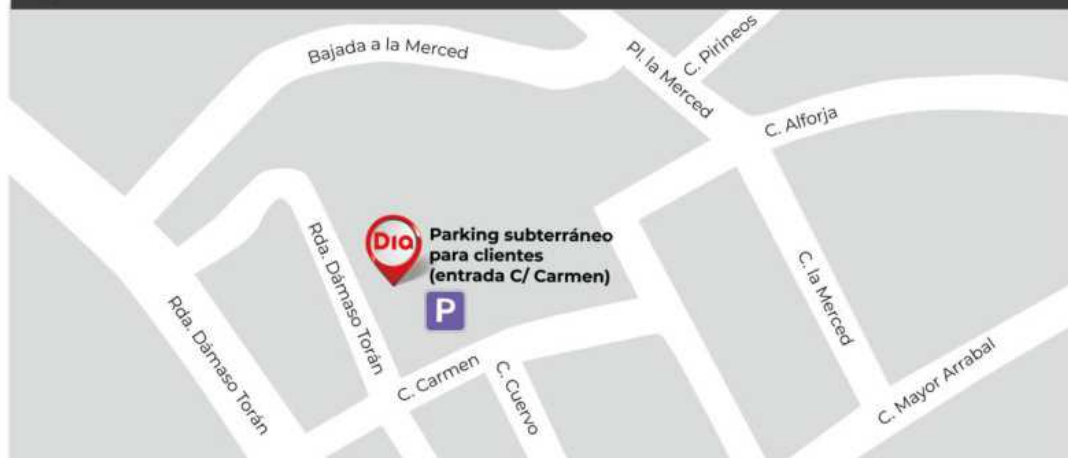 Bajada a la Merced
Pl. la Merced
C. Pirineos
C. Alforja
Dia
Parking subterráneo
para clientes
(entrada C/ Carmen)
P
Rda. Dámaso Torán
Rda. Dámaso Torán
C. la Merced
C. Carmen
C. Cuervo
C. Mayor Arrabal